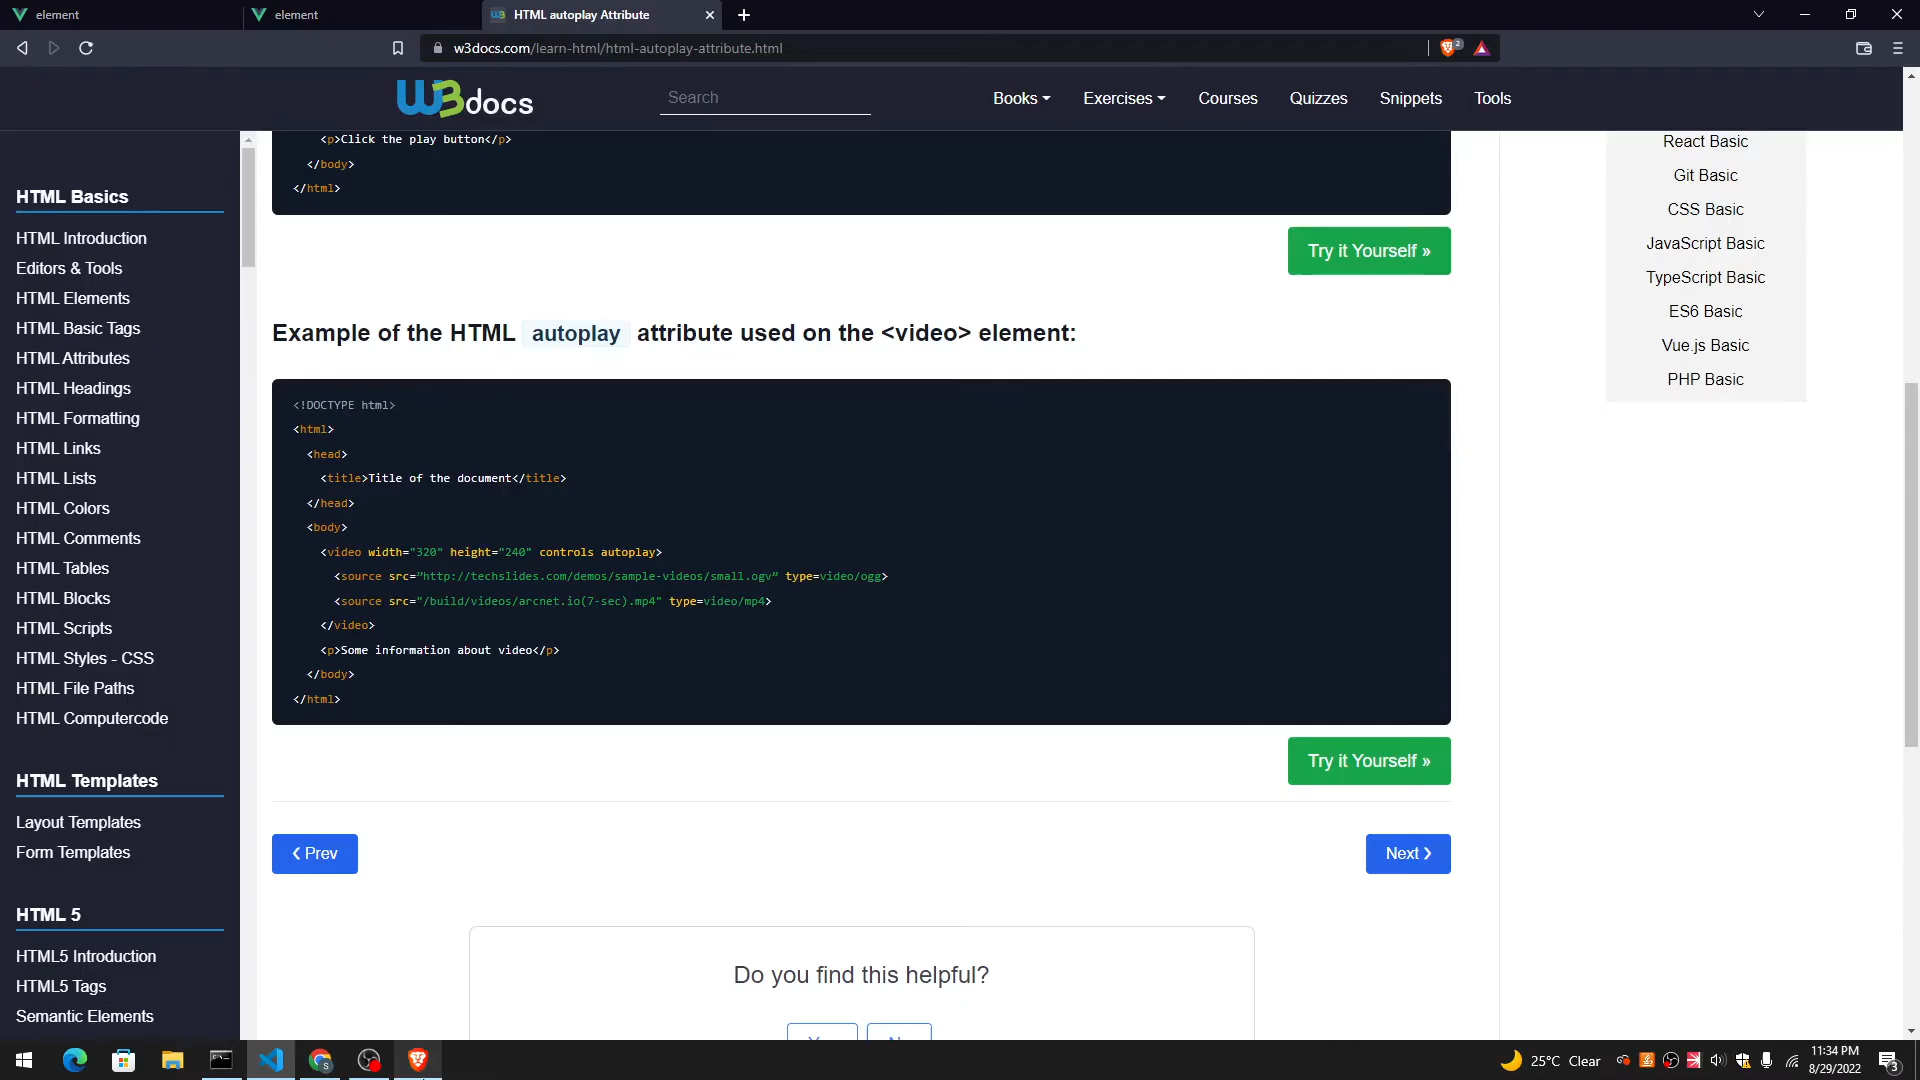 element
element
HTML autoplay Attribute
w3docs.com/learn-html/html-autoplay-attribute.html
2
W3docs
Search
Books
Exercises
Courses
Quizzes
Snippets
Tools
HTML Basics
HTML Introduction
Editors & Tools
HTML Elements
HTML Basic Tags
HTML Attributes
HTML Headings
HTML Formatting
HTML Links
HTML Lists
HTML Colors
HTML Comments
HTML Tables
HTML Blocks
HTML Scripts
HTML Styles - CSS
HTML File Paths
HTML Computercode
HTML Templates
Layout Templates
Form Templates
HTML 5
HTML5 Introduction
HTML5 Tags
Semantic Elements
<p>Click the play button</p>
</body>
</html>
Try it Yourself »
Example of the HTML autoplay attribute used on the <video> element:
<!DOCTYPE html>
<html>
<head>
<title>Title of the document</title>
</head>
<body>
<video width="320" height="240" controls autoplay>
<source src="http://techslides.com/demos/sample-videos/small.ogv” type=video/ogg>
<source src="/build/videos/arcnet.io(7-sec).mp4" type=video/mp4>
</video>
<p>Some information about video</p>
</body>
</html>
Try it Yourself »
❮ Prev
Next ❯
Do you find this helpful?
React Basic
Git Basic
CSS Basic
JavaScript Basic
TypeScript Basic
ES6 Basic
Vue.js Basic
PHP Basic
25°C Clear
11:34 PM
8/29/2022
3